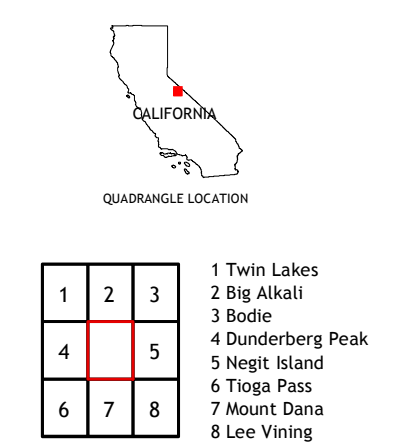 CALIFORNIA
QUADRANGLE LOCATION
1 2 3
4 5
6 7 8
1 Twin Lakes
2 Big Alkali
3 Bodie
4 Dunderberg Peak
5 Negit Island
6 Tioga Pass
7 Mount Dana
8 Lee Vining